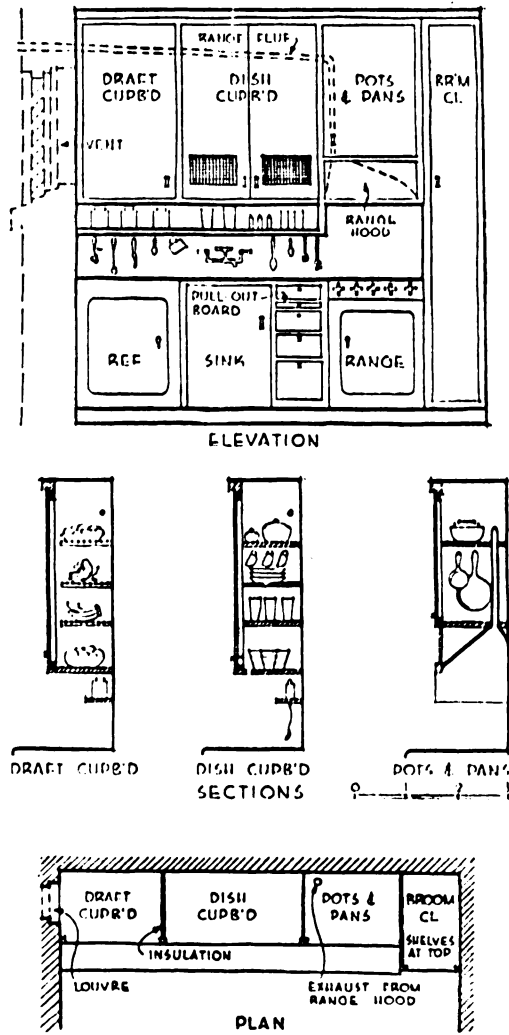 RANGE FLUE
DRAFT
CUPB'D
DISH
CUPB'D
POTS
& PANS
BR'M
CL.
VENT
RANGE
HOOD
PULL-OUT
BOARD
REF
SINK
RANGE
ELEVATION
DRAFT CUPB'D
DISH CUPB'D
POTS & PANS
SECTIONS
DRAFT
CUPB'D
DISH
CUPB'D
POTS &
PANS
BROOM
CL.
SHELVES
AT TOP
INSULATION
LOUVRE
EXHAUST FROM
RANGE HOOD
PLAN